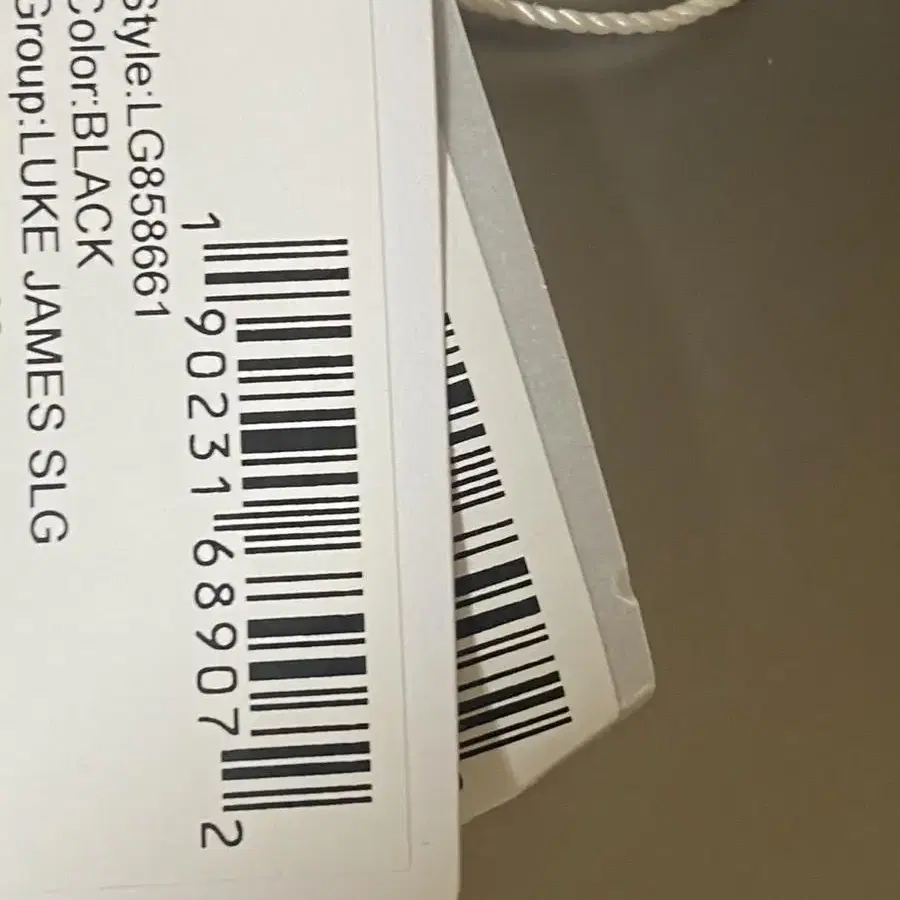 Style:LG858661
Color:BLACK
Group:LUKE JAMES SLG
1 90231 68907 2